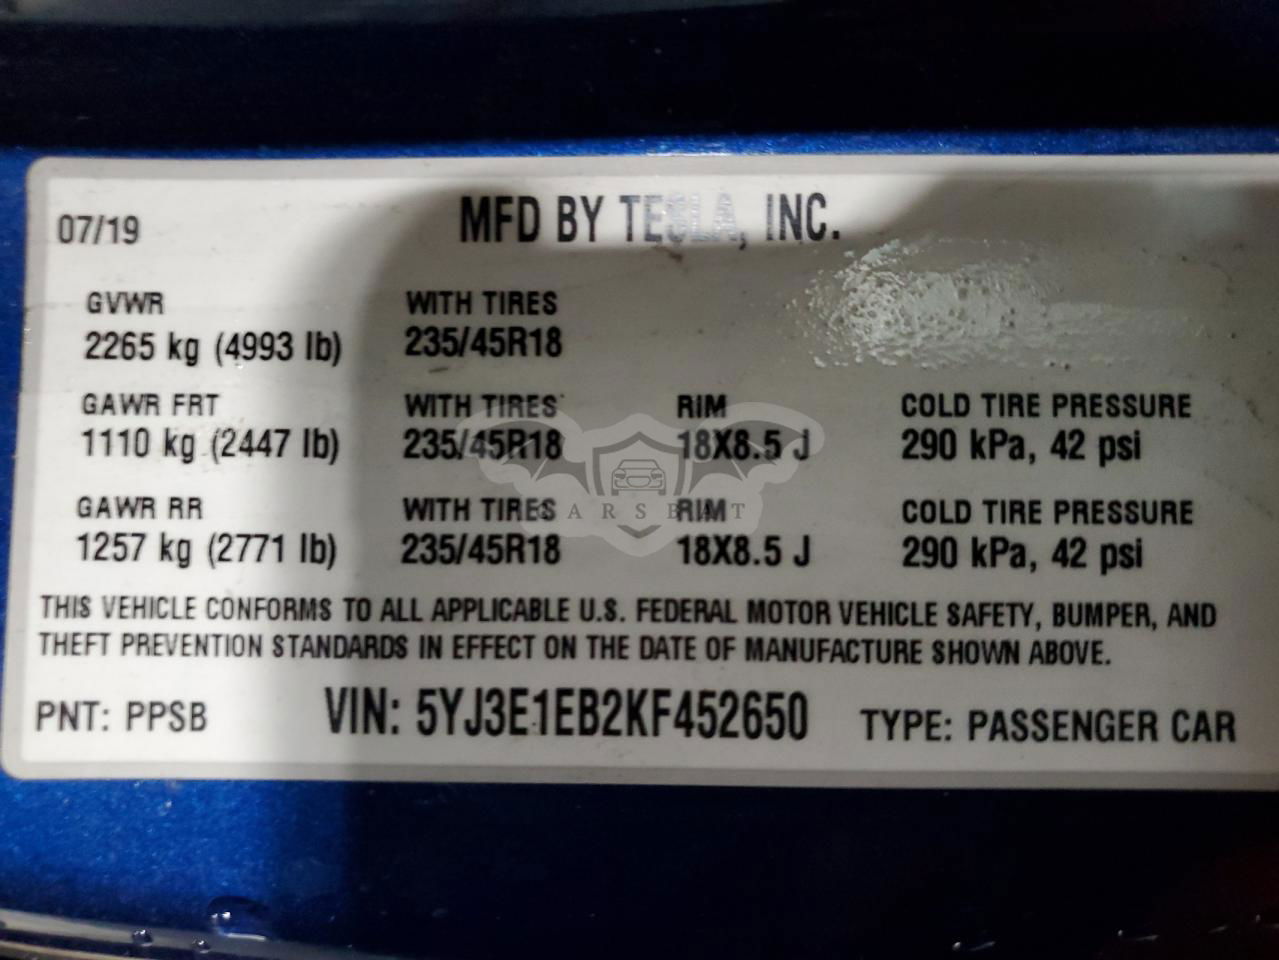 07/19 MFD BY TESLA, INC.
GVWR WITH TIRES
2265 kg (4993 lb) 235/45R18
GAWR FRT WITH TIRES RIM COLD TIRE PRESSURE
1110 kg (2447 lb) 235/45R18 18X8.5 J 290 kPa, 42 psi
CARSBAT
GAWR RR WITH TIRES RIM COLD TIRE PRESSURE
1257 kg (2771 lb) 235/45R18 18X8.5 J 290 kPa, 42 psi
THIS VEHICLE CONFORMS TO ALL APPLICABLE U.S. FEDERAL MOTOR VEHICLE SAFETY, BUMPER, AND
THEFT PREVENTION STANDARDS IN EFFECT ON THE DATE OF MANUFACTURE SHOWN ABOVE.
PNT: PPSB VIN: 5YJ3E1EB2KF452650 TYPE: PASSENGER CAR